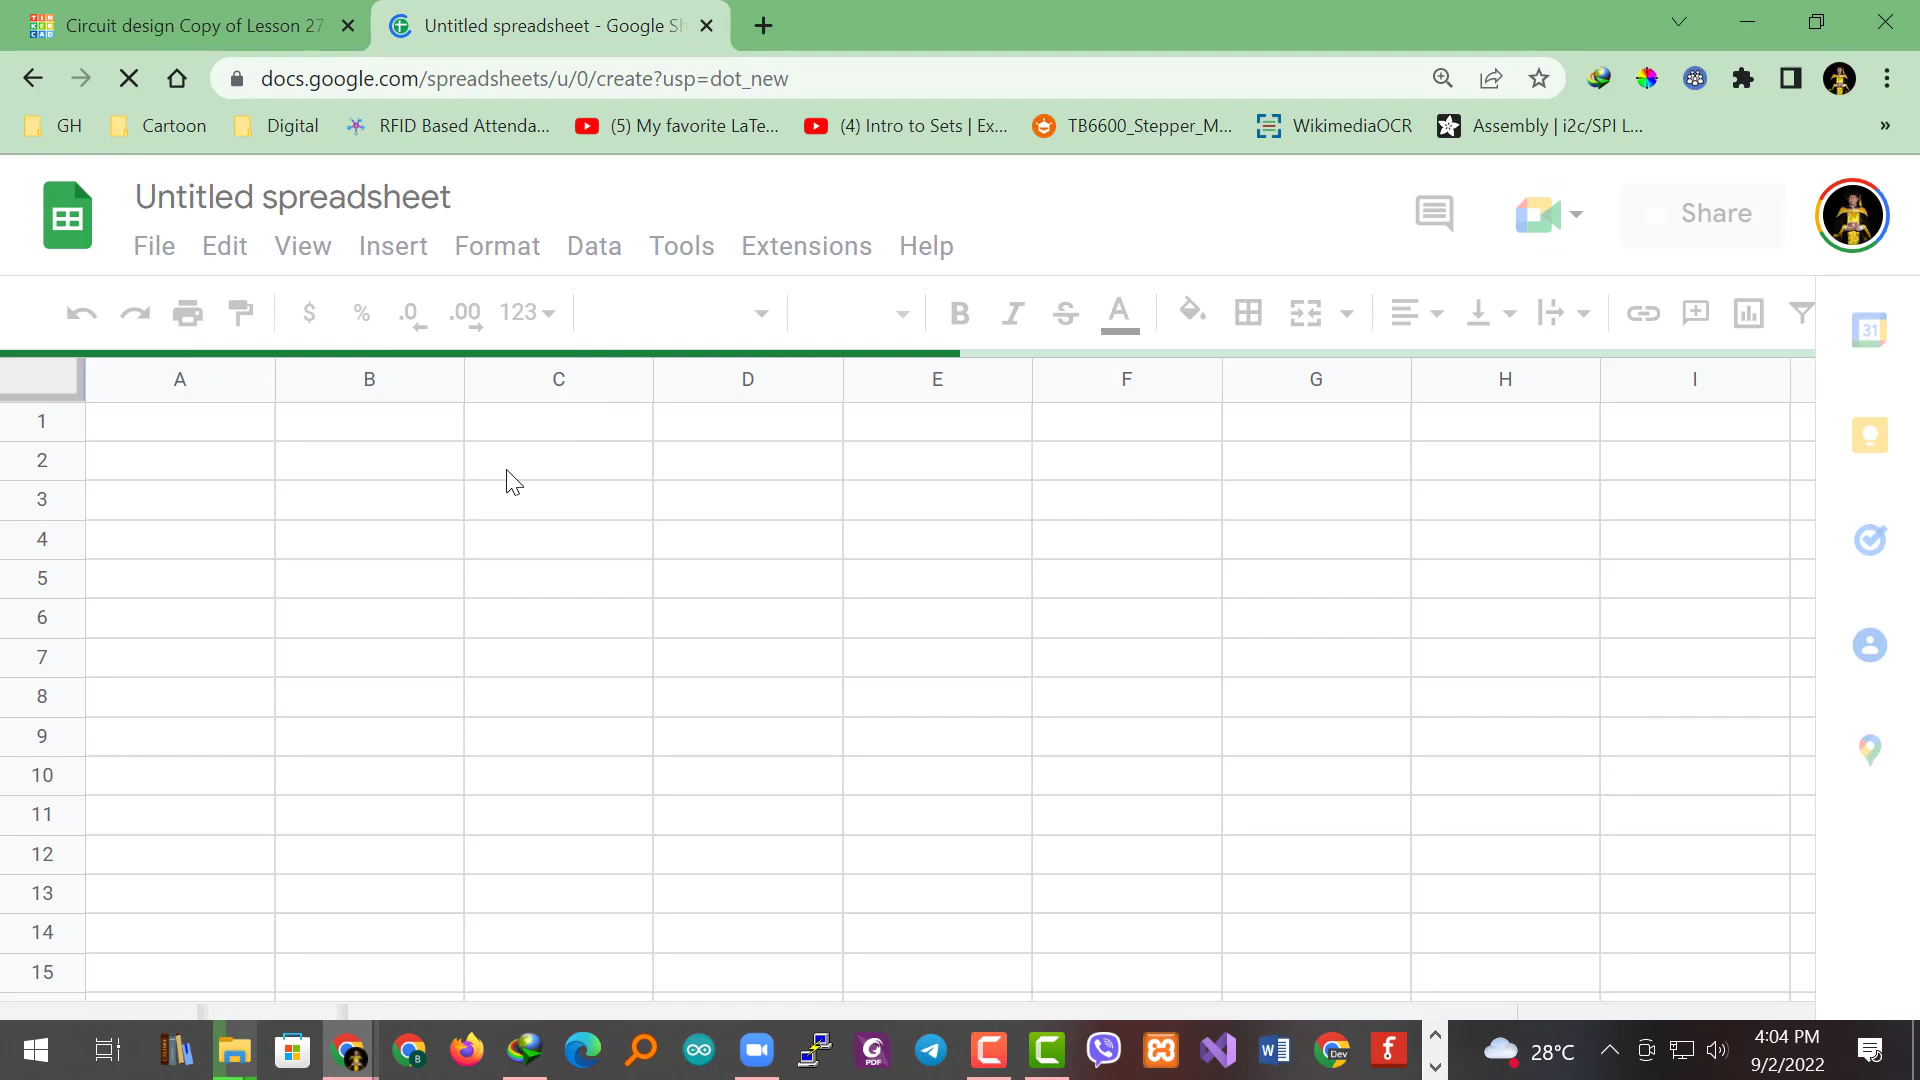 Circuit design Copy of Lesson 27
Untitled spreadsheet - Google Sh
docs.google.com/spreadsheets/u/0/create?usp=dot_new
GH Cartoon Digital RFID Based Attenda... (5) My favorite LaTe... (4) Intro to Sets | Ex... TB6600_Stepper_M... WikimediaOCR Assembly | i2c/SPI L... »
Untitled spreadsheet
File Edit View Insert Format Data Tools Extensions Help
Share
$ % .0 .00 123 B I S A
31
A B C D E F G H I
1
2
3
4
5
6
7
8
9
10
11
12
13
14
15
28°C
4:04 PM
9/2/2022